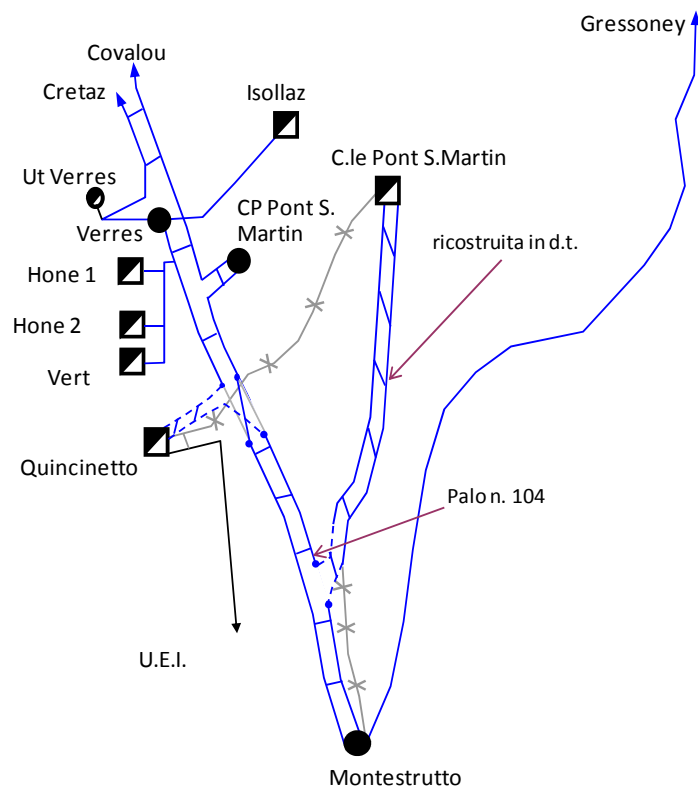 Gressoney
Covalou
Cretaz
Isollaz
C.le Pont S.Martin
Ut Verres
CP Pont S.
Martin
Verres
ricostruita in d.t.
Hone 1
Hone 2
Vert
Quincinetto
Palo n. 104
U.E.I.
Montestrutto